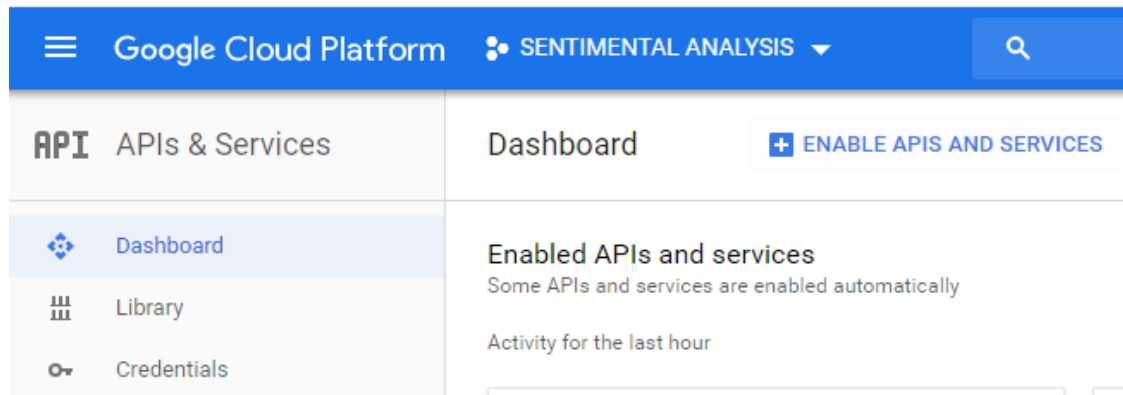 Google Cloud Platform SENTIMENTAL ANALYSIS
API APIs & Services
Dashboard ENABLE APIS AND SERVICES
Dashboard
Library
Credentials
Enabled APIs and services
Some APIs and services are enabled automatically
Activity for the last hour